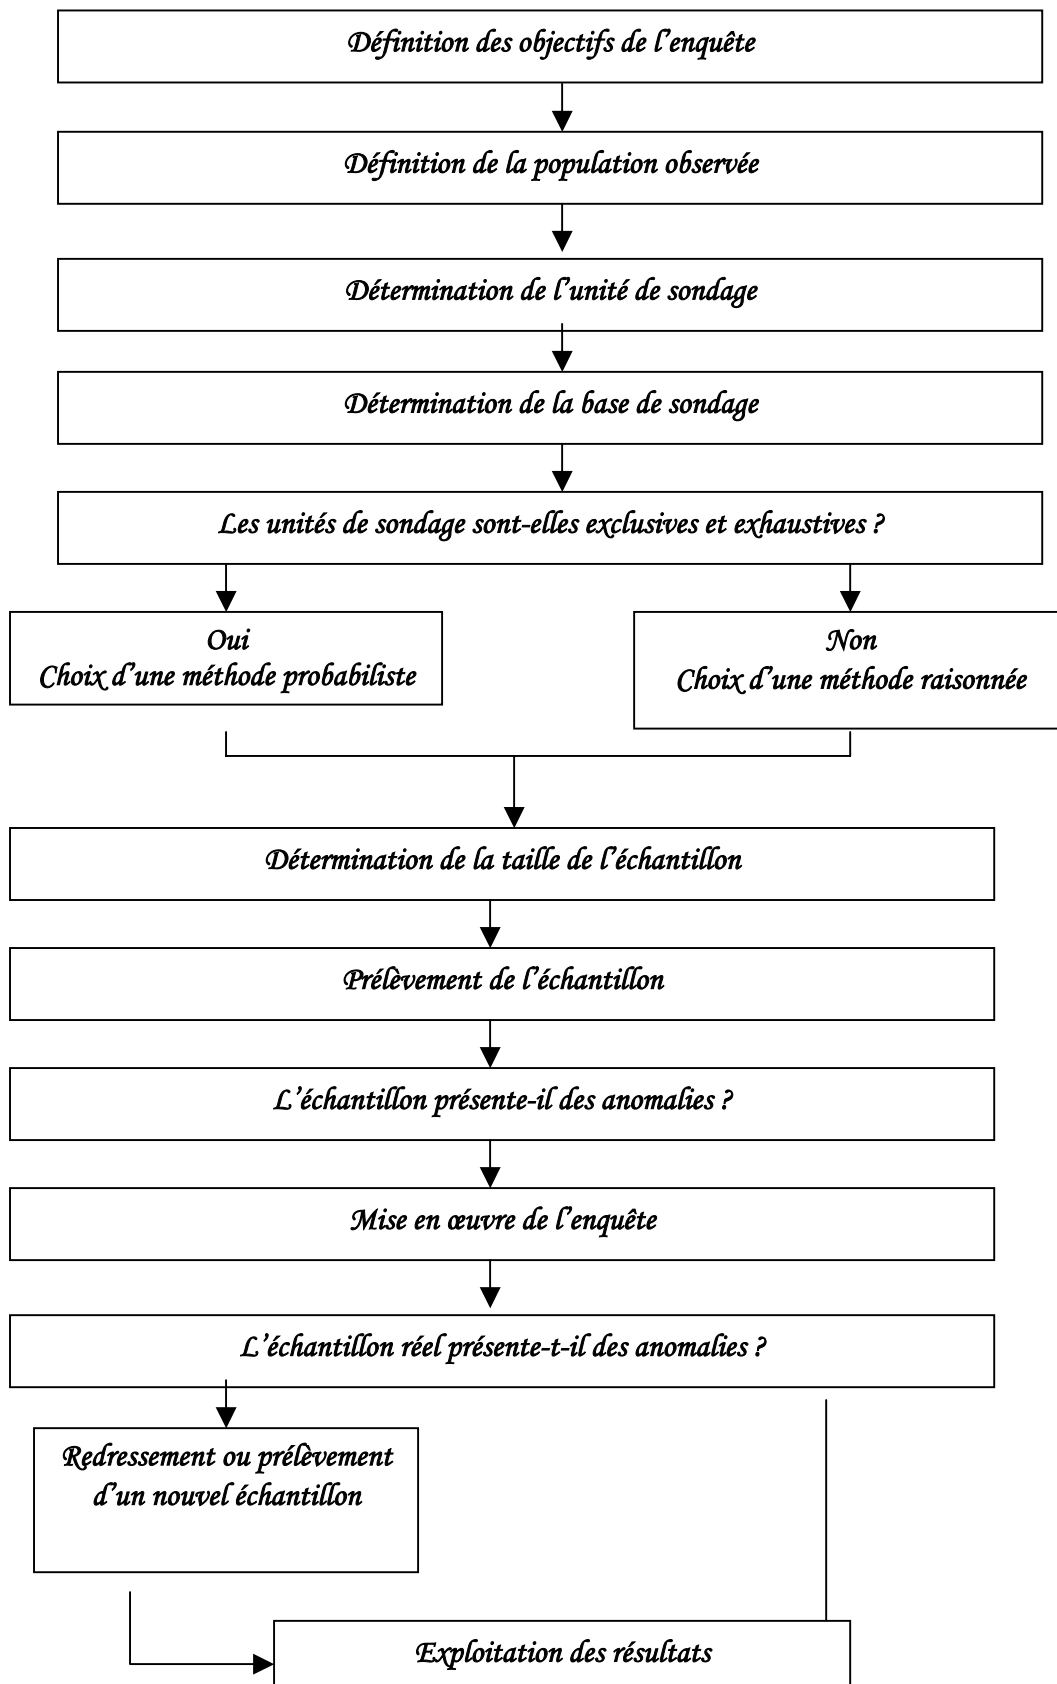 Définition des objectifs de l’enquête
Définition de la population observée
Détermination de l’unité de sondage
Détermination de la base de sondage
Les unités de sondage sont-elles exclusives et exhaustives ?
Oui
Choix d’une méthode probabiliste
Non
Choix d’une méthode raisonnée
Détermination de la taille de l’échantillon
Prélèvement de l’échantillon
L’échantillon présente-il des anomalies ?
Mise en œuvre de l’enquête
L’échantillon réel présente-t-il des anomalies ?
Redressement ou prélèvement
d’un nouvel échantillon
Exploitation des résultats